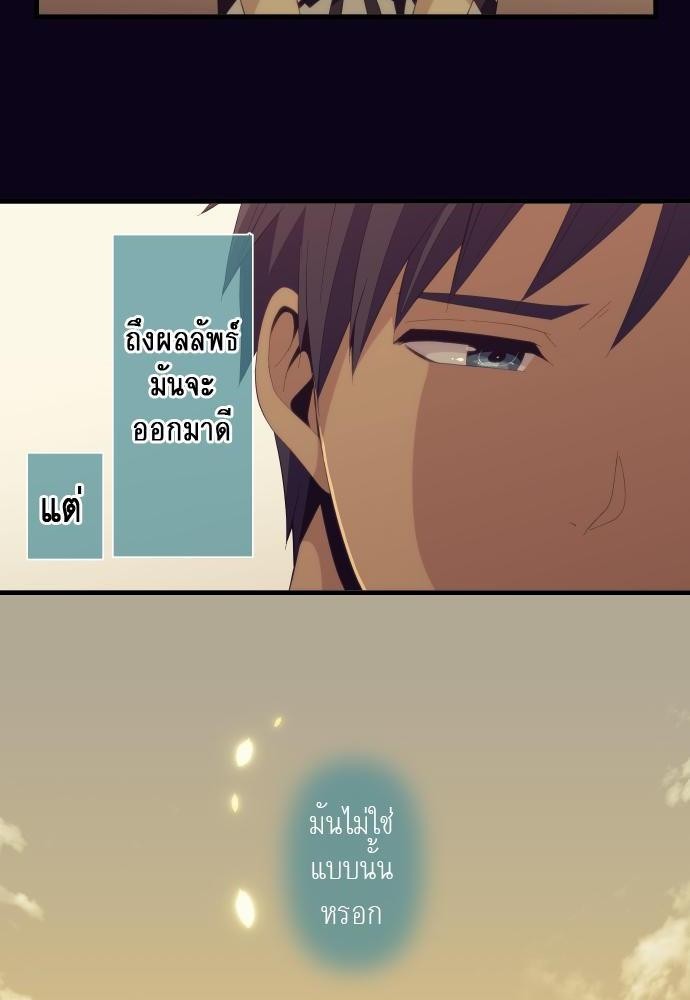 ถึงผลลัพธ์
มันจะ
ออกมาดี
แต่
มันไม่ใช่
แบบนั้น
หรอก